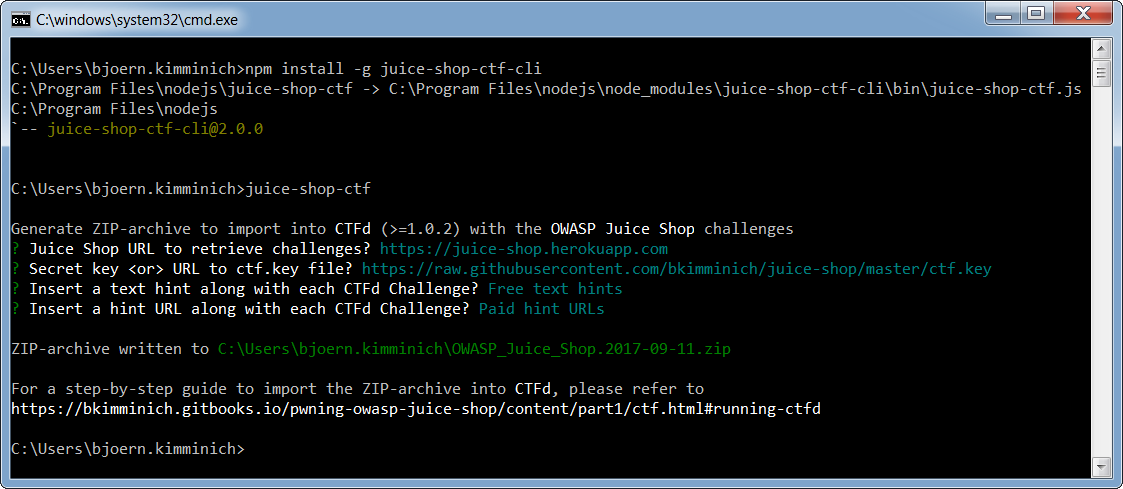 C:\windows\system32\cmd.exe
C:\Users\bjoern.kimminich>npm install -g juice-shop-ctf-cli
C:\Program Files\nodejs\juice-shop-ctf -> C:\Program Files\nodejs\node_modules\juice-shop-ctf-cli\bin\juice-shop-ctf.js
C:\Program Files\nodejs
`-- juice-shop-ctf-cli@2.0.0
C:\Users\bjoern.kimminich>juice-shop-ctf
Generate ZIP-archive to import into CTFd (>=1.0.2) with the OWASP Juice Shop challenges
? Juice Shop URL to retrieve challenges? https://juice-shop.herokuapp.com
? Secret key <or> URL to ctf.key file? https://raw.githubusercontent.com/bkimminich/juice-shop/master/ctf.key
? Insert a text hint along with each CTFd Challenge? Free text hints
? Insert a hint URL along with each CTFd Challenge? Paid hint URLs
ZIP-archive written to C:\Users\bjoern.kimminich\OWASP_Juice_Shop.2017-09-11.zip
For a step-by-step guide to import the ZIP-archive into CTFd, please refer to
https://bkimminich.gitbooks.io/pwning-owasp-juice-shop/content/part1/ctf.html#running-ctfd
C:\Users\bjoern.kimminich>